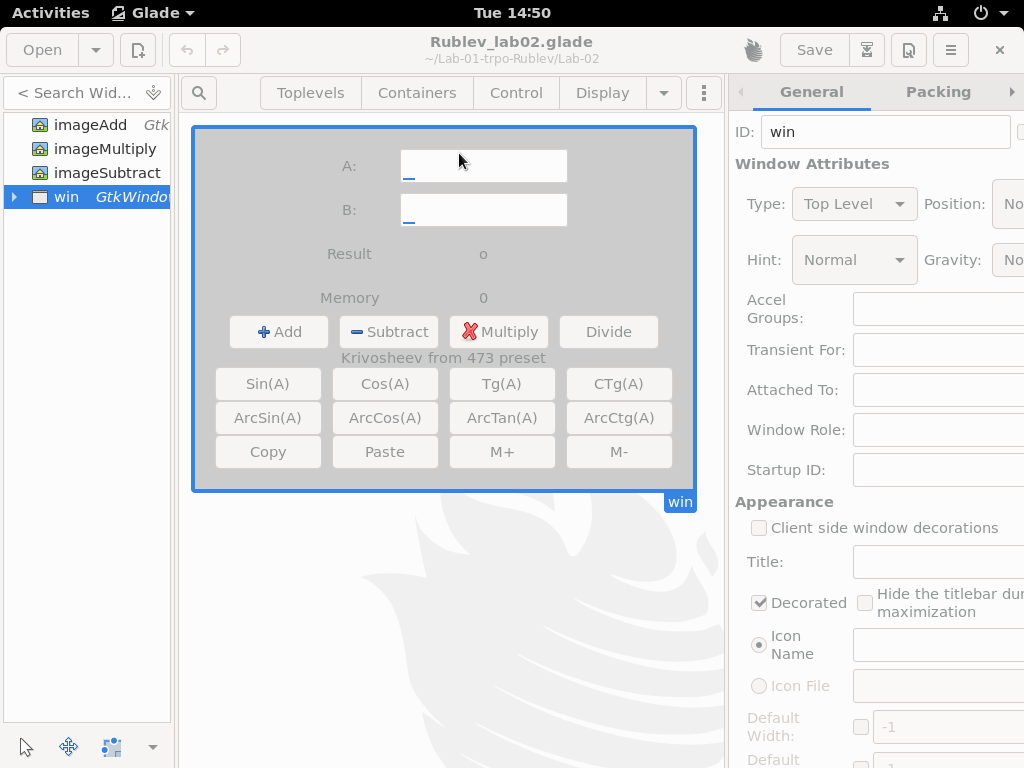 Activities Glade Tue 14:50
Open Rublev_lab02.glade Save
~/Lab-01-trpo-Rublev/Lab-02
< Search Wid... Toplevels Containers Control Display General Packing
imageAdd Gtk
imageMultiply
imageSubtract
win GtkWindo
A:
B:
Result o
Memory 0
Add Subtract Multiply Divide
Krivosheev from 473 preset
Sin(A) Cos(A) Tg(A) CTg(A)
ArcSin(A) ArcCos(A) ArcTan(A) ArcCtg(A)
Copy Paste M+ M-
win
ID: win
Window Attributes
Type: Top Level Position: No
Hint: Normal Gravity: No
Accel
Groups:
Transient For:
Attached To:
Window Role:
Startup ID:
Appearance
Client side window decorations
Title:
Decorated Hide the titlebar dur
maximization
Icon
Name
Icon File
Default
Width: -1
Default -1